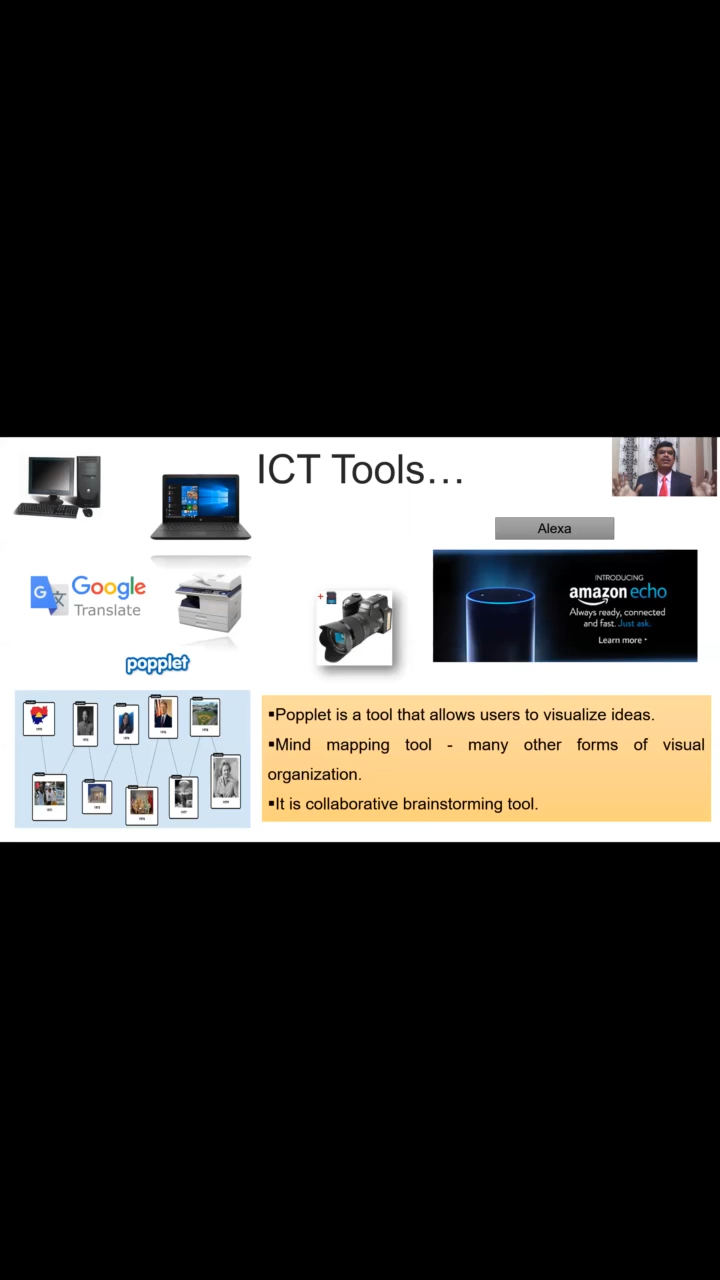 ICT Tools…
Alexa
Google
Translate
G
INTRODUCING
amazon echo
Always ready, connected
and fast. Just ask.
Learn more
popplet
▪Popplet is a tool that allows users to visualize ideas.
▪Mind mapping tool - many other forms of visual
organization.
▪It is collaborative brainstorming tool.